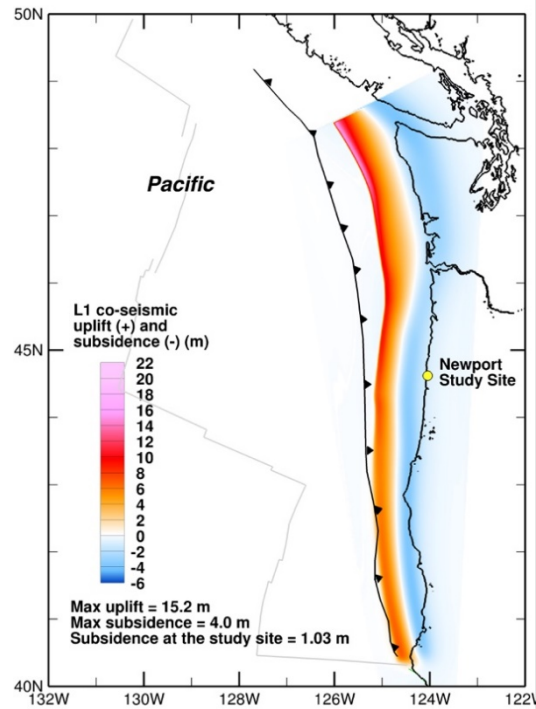 50N
Pacific
L1 co-seismic
uplift (+) and
subsidence (-) (m)
45N
Newport
Study Site
22
20
18
16
14
12
10
8
6
4
2
0
-2
-4
-6
Max uplift = 15.2 m
Max subsidence = 4.0 m
Subsidence at the study site = 1.03 m
40N
132W 130W 128W 126W 124W 122W